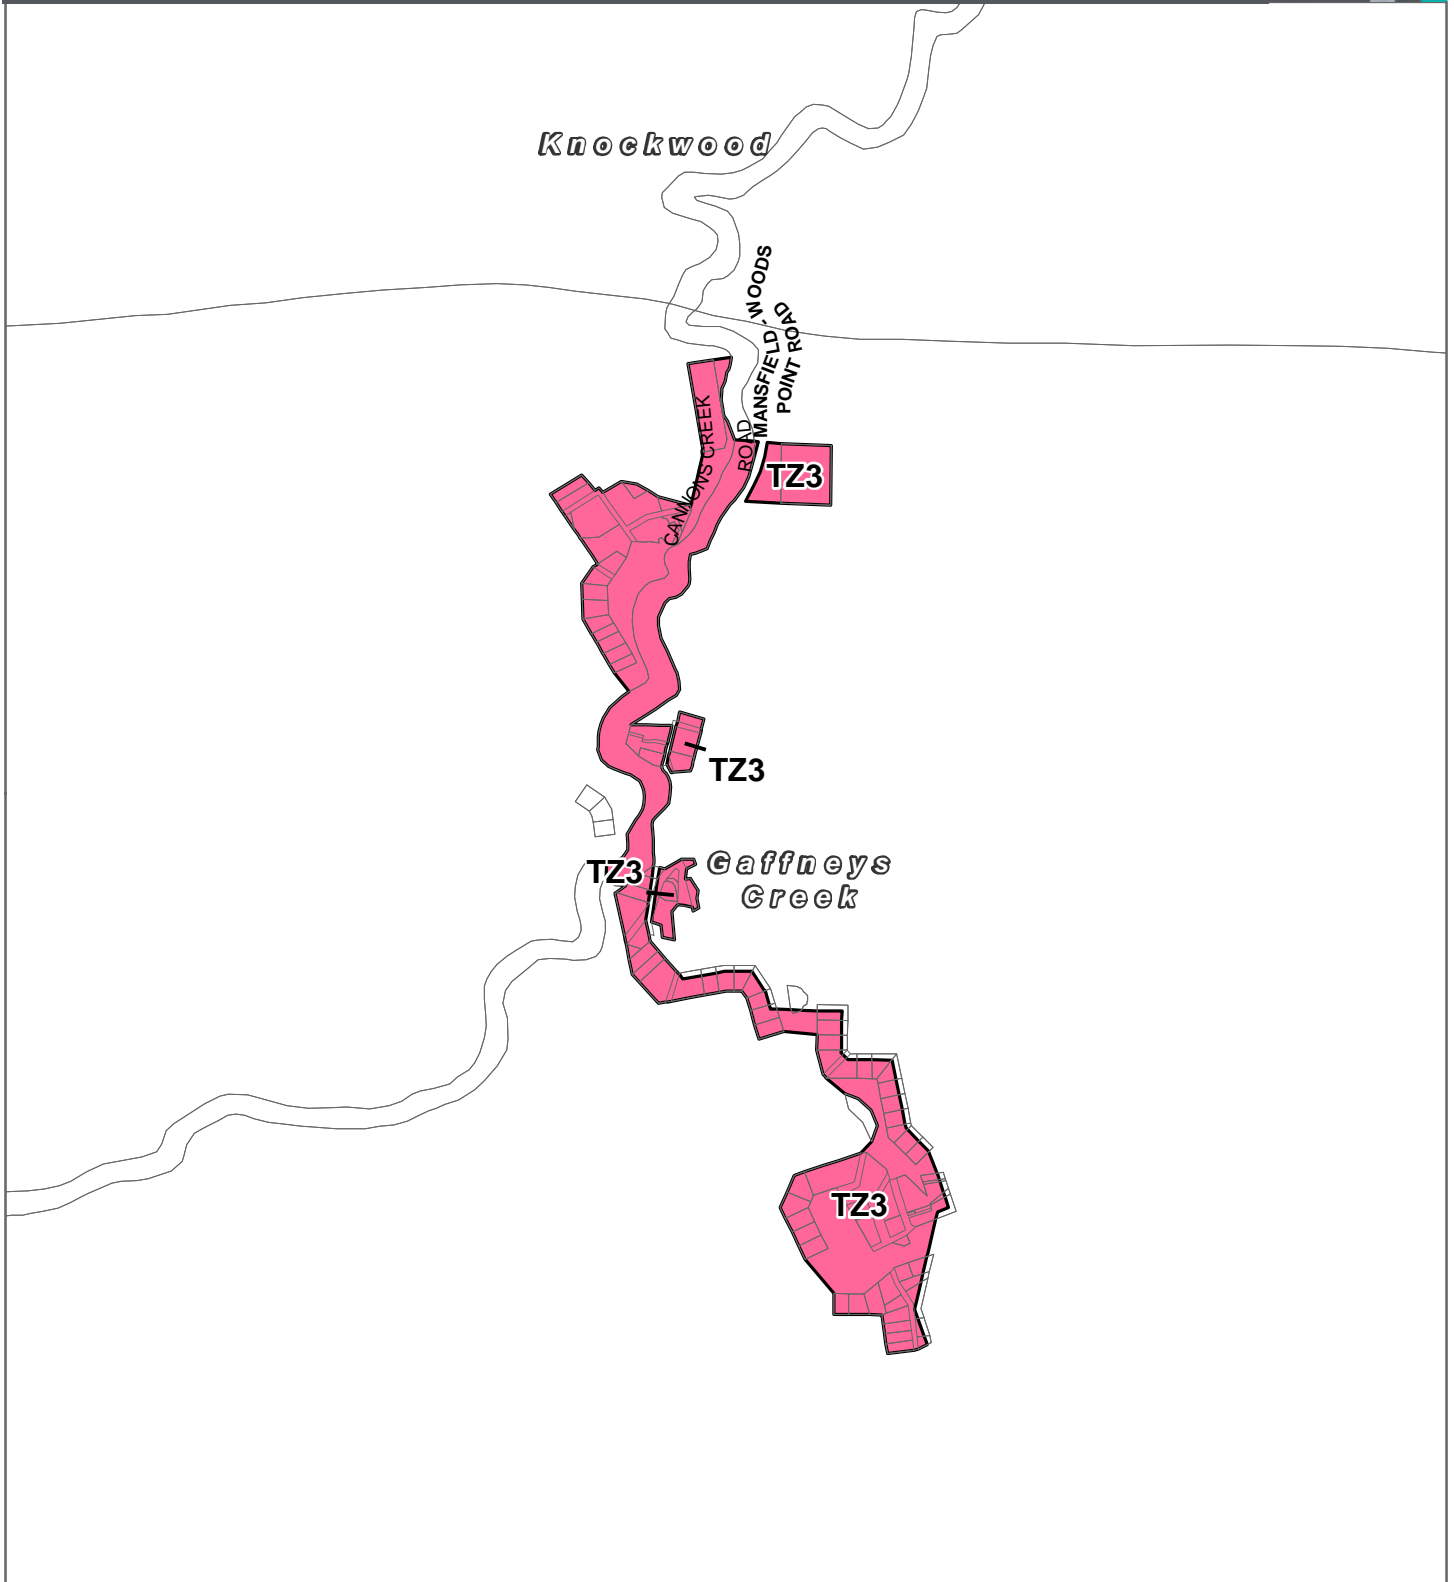 Knockwood
MANSFIELD - WOODS
POINT ROAD
CANNONS CREEK
ROAD
TZ3
TZ3
TZ3
Gaffneys
Creek
TZ3